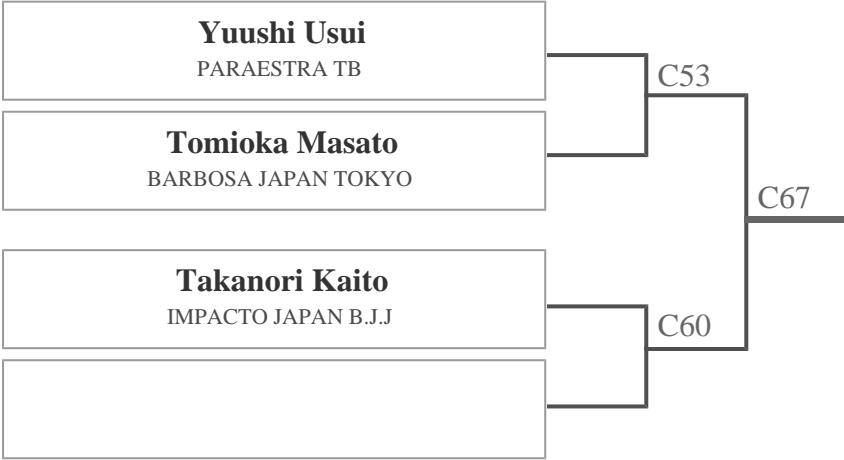 Yuushi Usui
PARAESTRA TB
C53
Tomioka Masato
BARBOSA JAPAN TOKYO
C67
Takanori Kaito
IMPACTO JAPAN B.J.J
C60